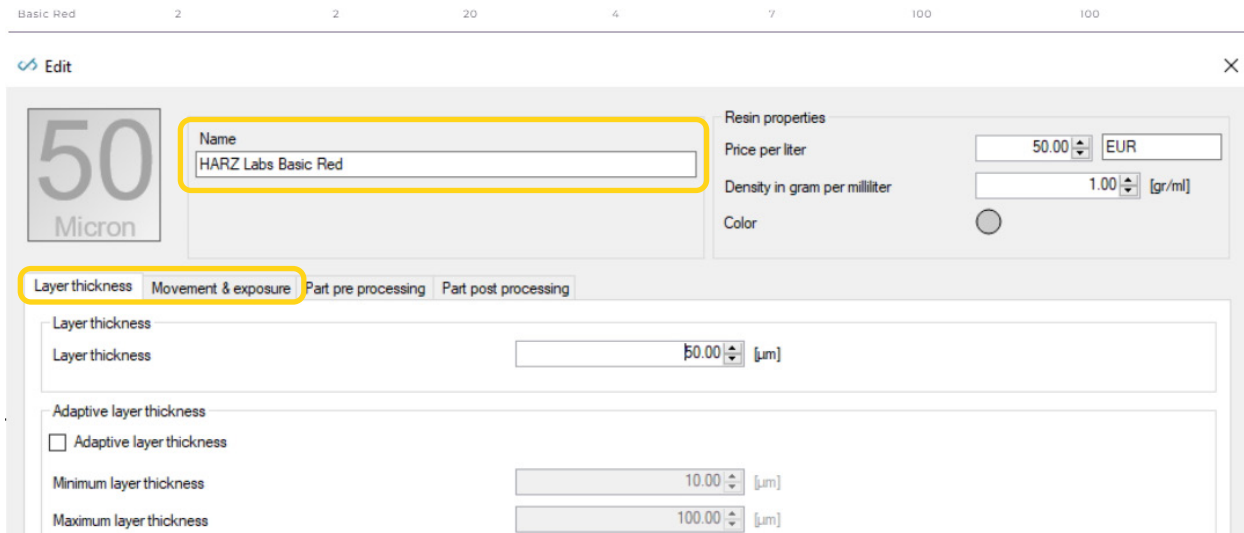 Basic Red 2 2 20 4 7 100 100
Edit
50
Micron
Name
HARZ Labs Basic Red
Resin properties
Price per liter 50.00 EUR
Density in gram per milliliter 1.00 [gr/ml]
Color
Layer thickness Movement & exposure Part pre processing Part post processing
Layer thickness
Layer thickness 50.00 [µm]
Adaptive layer thickness
Adaptive layer thickness
Minimum layer thickness 10.00 [µm]
Maximum layer thickness 100.00 [µm]